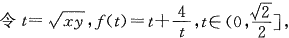 令 t=√(xy), f(t)=t+4/t, t∈(0, √2/2],